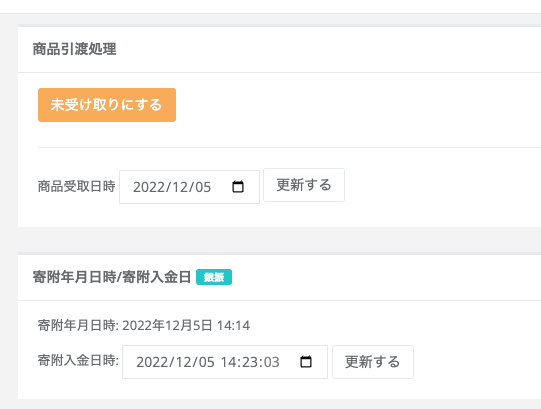 商品引渡処理
未受け取りにする
商品受取日時 2022/12/05 更新する
寄附年月日時/寄附入金日 銀振
寄附年月日時: 2022年12月5日 14:14
寄附入金日時: 2022/12/05 14:23:03 更新する